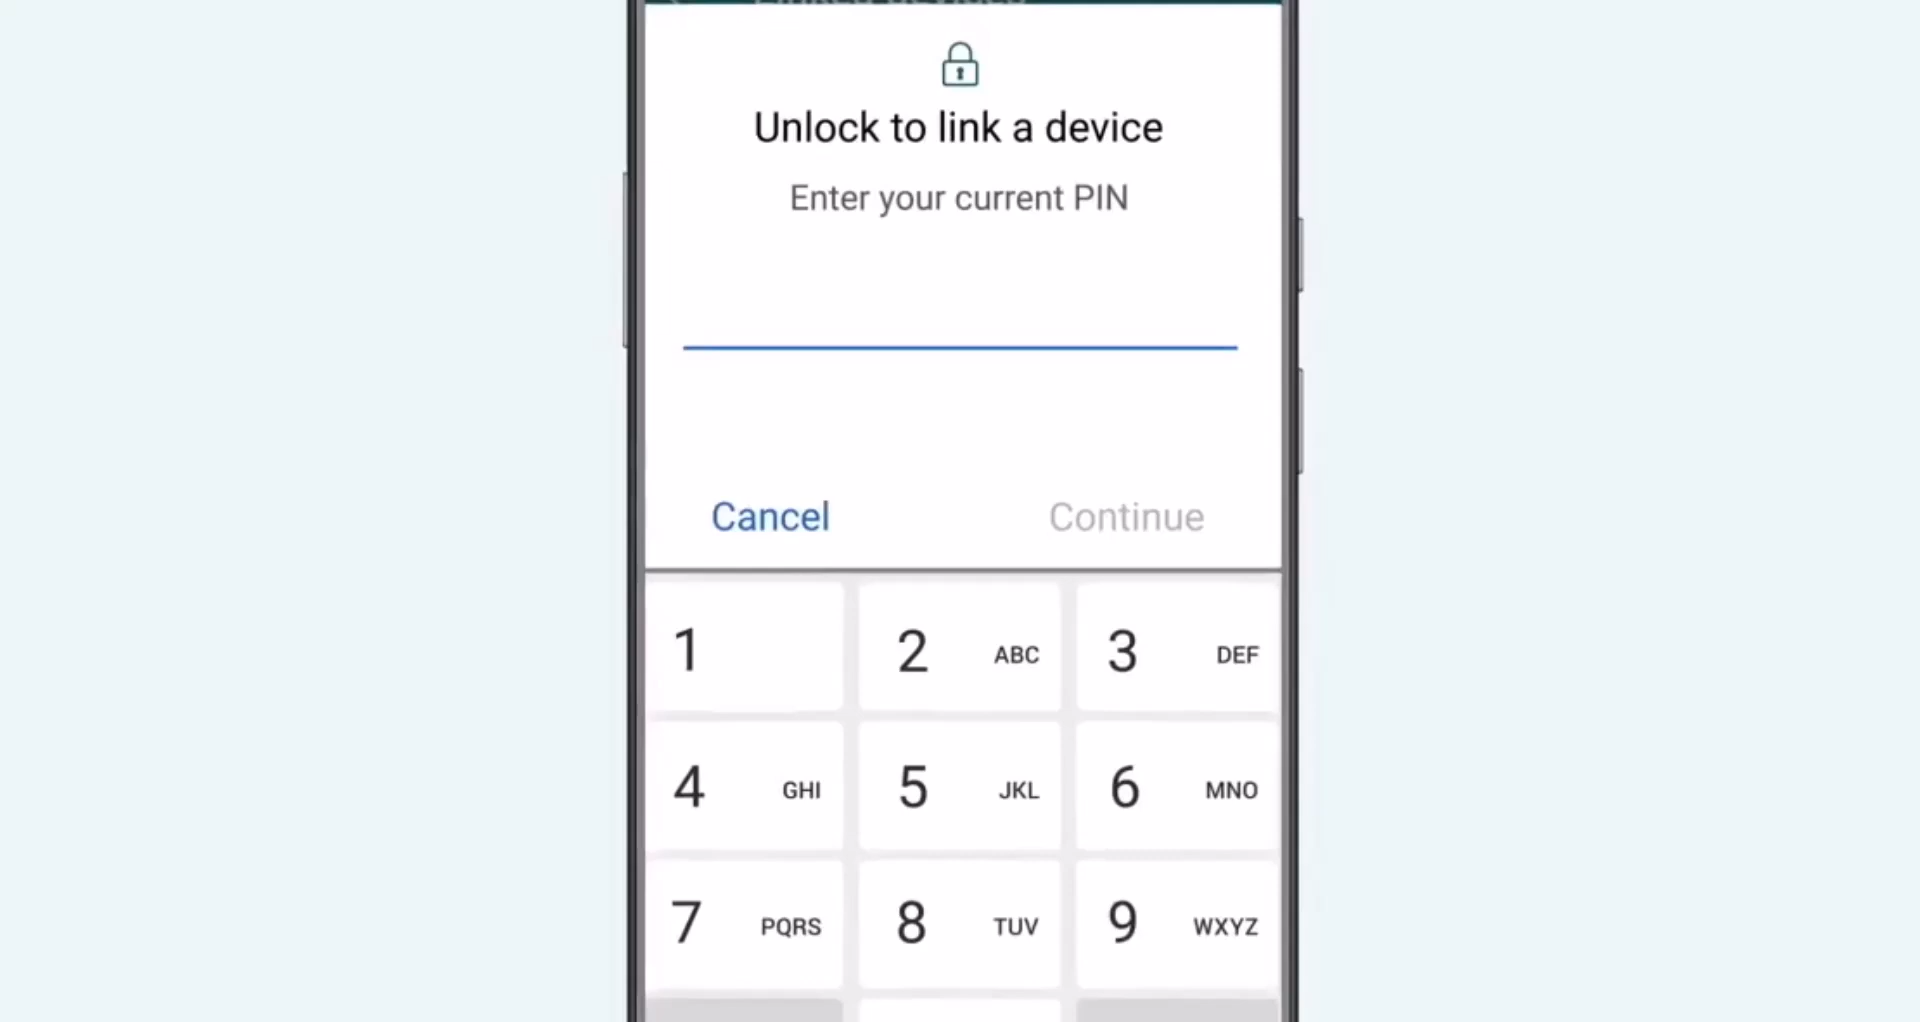 Unlock to link a device
Enter your current PIN
Cancel Continue
1 2 ABC 3 DEF
4 GHI 5 JKL 6 MNO
7 PQRS 8 TUV 9 WXYZ